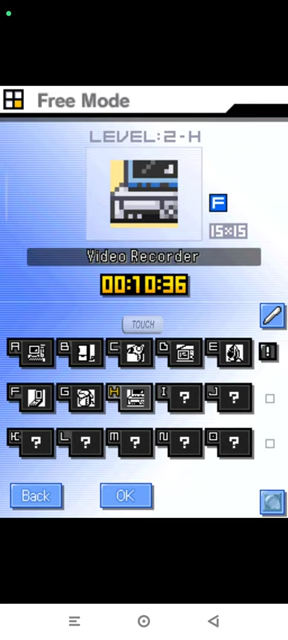 Free Mode
LEVEL:2-H
F
15×15
Video Recorder
00:10:36
TOUCH
A B C D E !
F G H I ? J ?
K ? L ? M ? N ? O ?
Back OK